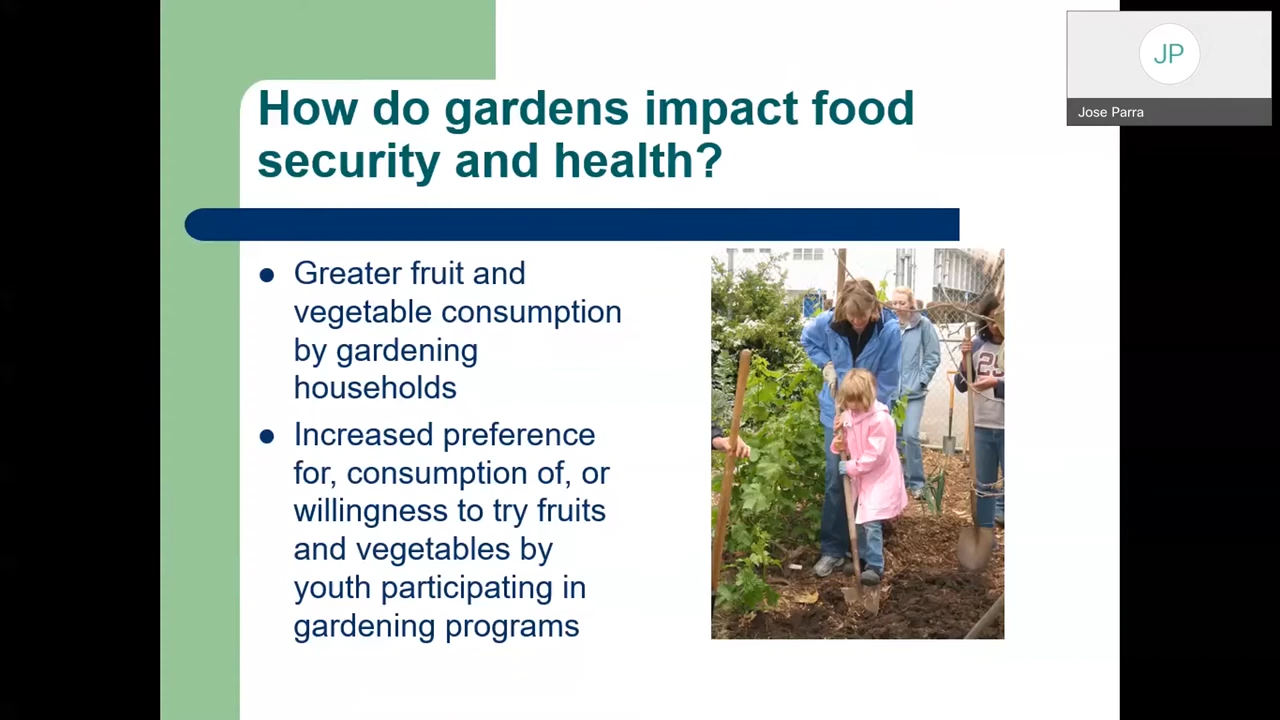 JP
Jose Parra
How do gardens impact food
security and health?
Greater fruit and
vegetable consumption
by gardening
households
Increased preference
for, consumption of, or
willingness to try fruits
and vegetables by
youth participating in
gardening programs